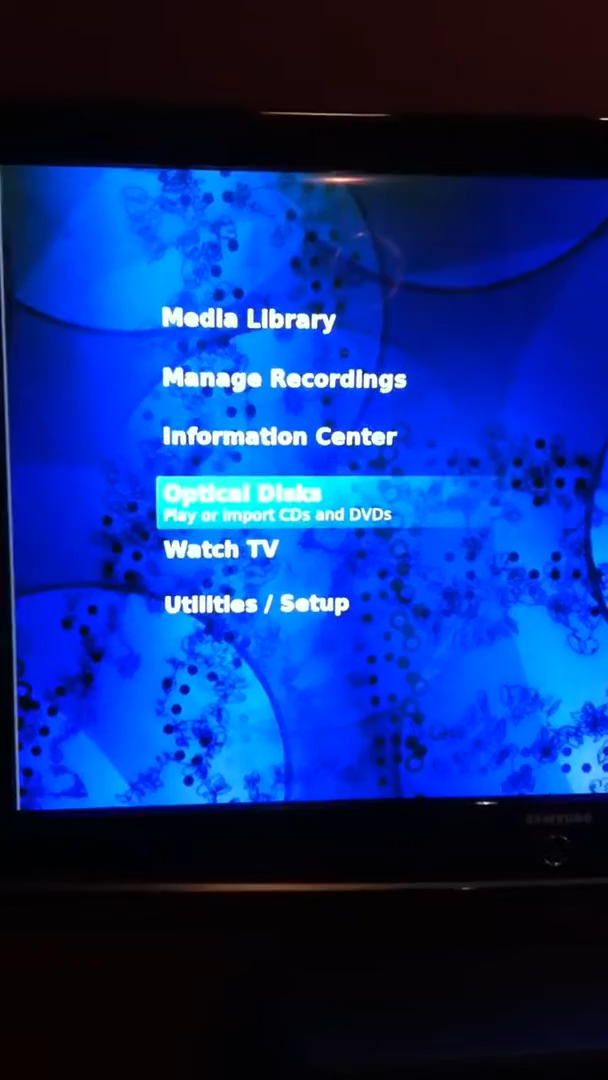 Media Library
Manage Recordings
Information Center
Optical Disks
Play or import CDs and DVDs
Watch TV
Utilities / Setup
SAMSUNG